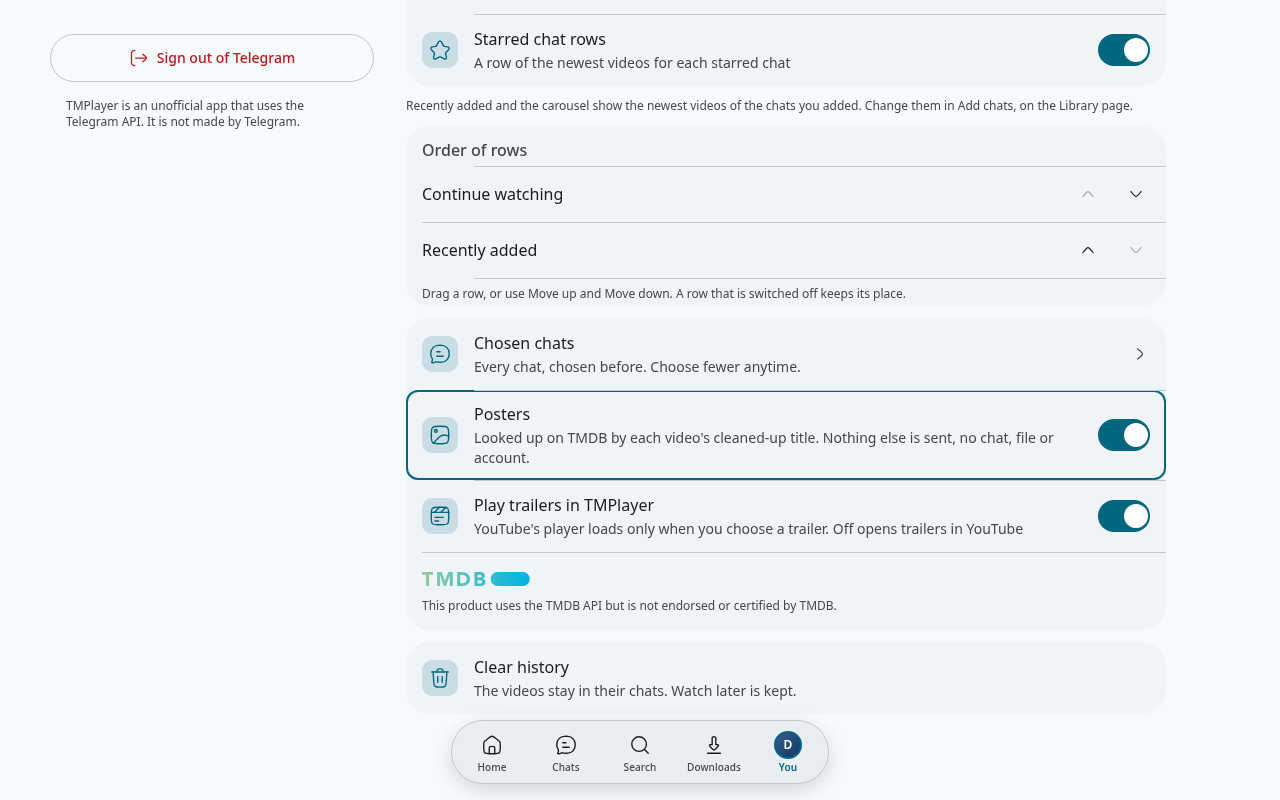 Sign out of Telegram
TMPlayer is an unofficial app that uses the
Telegram API. It is not made by Telegram.
Starred chat rows
A row of the newest videos for each starred chat
Recently added and the carousel show the newest videos of the chats you added. Change them in Add chats, on the Library page.
Order of rows
Continue watching
Recently added
Drag a row, or use Move up and Move down. A row that is switched off keeps its place.
Chosen chats
Every chat, chosen before. Choose fewer anytime.
Posters
Looked up on TMDB by each video's cleaned-up title. Nothing else is sent, no chat, file or
account.
Play trailers in TMPlayer
YouTube's player loads only when you choose a trailer. Off opens trailers in YouTube
TMDB
This product uses the TMDB API but is not endorsed or certified by TMDB.
Clear history
The videos stay in their chats. Watch later is kept.
D
Home
Chats
Search
Downloads
You